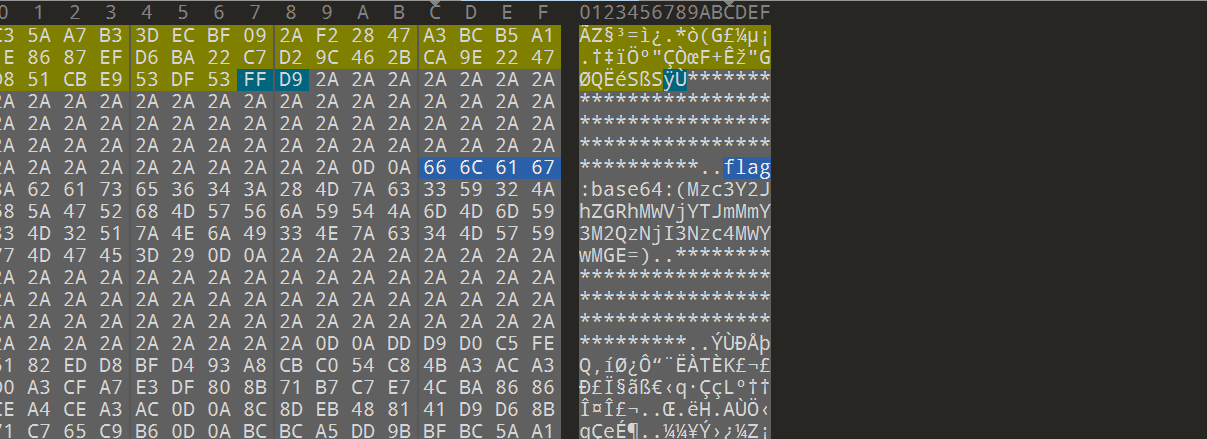 0 1 2 3 4 5 6 7 8 9 A B C D E F 0123456789ABCDEF
C3 5A A7 B3 3D EC BF 09 2A F2 28 47 A3 BC B5 A1 ÃZ§³=ì¿.*ò(G£¼µ¡
E 86 87 EF D6 BA 22 C7 D2 9C 46 2B CA 9E 22 47 .†‡ïÖº"ÇÒœF+Êž"G
D8 51 CB E9 53 DF 53 FF D9 2A 2A 2A 2A 2A 2A 2A ØQËéSßSÿÙ*******
2A 2A 2A 2A 2A 2A 2A 2A 2A 2A 2A 2A 2A 2A 2A 2A ****************
2A 2A 2A 2A 2A 2A 2A 2A 2A 2A 2A 2A 2A 2A 2A 2A ****************
2A 2A 2A 2A 2A 2A 2A 2A 2A 2A 2A 2A 2A 2A 2A 2A ****************
2A 2A 2A 2A 2A 2A 2A 2A 2A 2A 0D 0A 66 6C 61 67 **********..flag
3A 62 61 73 65 36 34 3A 28 4D 7A 63 33 59 32 4A :base64:(Mzc3Y2J
68 5A 47 52 68 4D 57 56 6A 59 54 4A 6D 4D 6D 59 hZGRhMWVjYTJmMmY
33 4D 32 51 7A 4E 6A 49 33 4E 7A 63 34 4D 57 59 3M2QzNjI3Nzc4MWY
77 4D 47 45 3D 29 0D 0A 2A 2A 2A 2A 2A 2A 2A 2A wMGE=)..********
2A 2A 2A 2A 2A 2A 2A 2A 2A 2A 2A 2A 2A 2A 2A 2A ****************
2A 2A 2A 2A 2A 2A 2A 2A 2A 2A 2A 2A 2A 2A 2A 2A ****************
2A 2A 2A 2A 2A 2A 2A 2A 2A 2A 2A 2A 2A 2A 2A 2A ****************
2A 2A 2A 2A 2A 2A 2A 2A 2A 0D 0A DD D9 D0 C5 FE *********..ÝÙÐÅþ
51 82 ED D8 BF D4 93 A8 CB C0 54 C8 4B A3 AC A3 Q‚íØ¿Ô“¨ËÀTÈK£¬£
D0 A3 CF A7 E3 DF 80 8B 71 B7 C7 E7 4C BA 86 86 Ð£Ï§ãß€‹q·ÇçLº††
CE A4 CE A3 AC 0D 0A 8C 8D EB 48 81 41 D9 D6 8B Î¤Î£¬..Œ.ëH.AÙÖ‹
71 C7 65 C9 B6 0D 0A BC BC A5 DD 9B BF BC 5A A1 qÇeÉ¶..¼¼¥Ý›¿¼Z¡